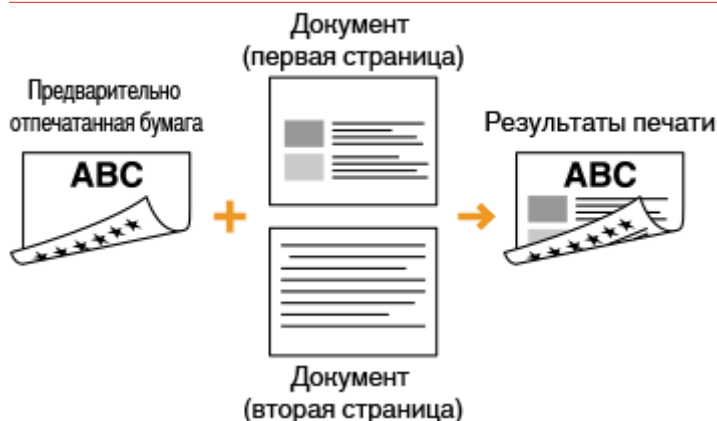 Документ
(первая страница)
Предварительно
отпечатанная бумага
Результаты печати
ABC
ABC
Документ
(вторая страница)